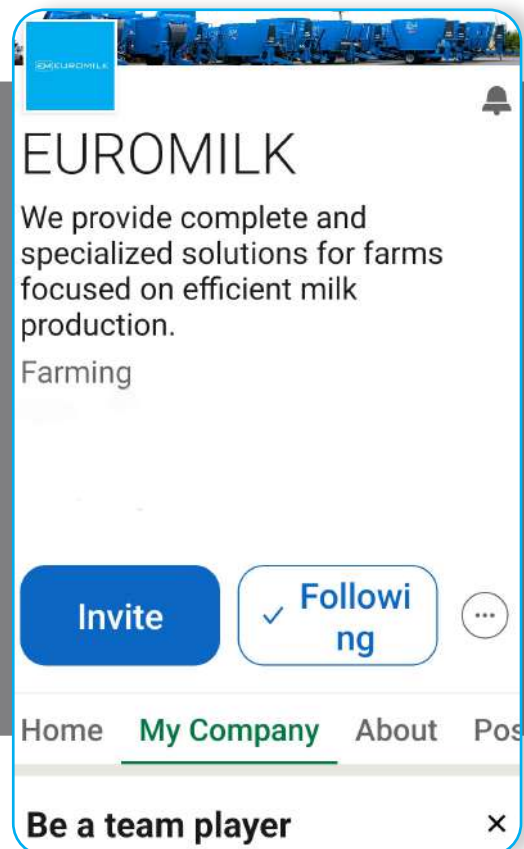 EUROMILK
EUROMILK
We provide complete and
specialized solutions for farms
focused on efficient milk
production.
Farming
Invite
Followi
ng
Home My Company About Pos
Be a team player